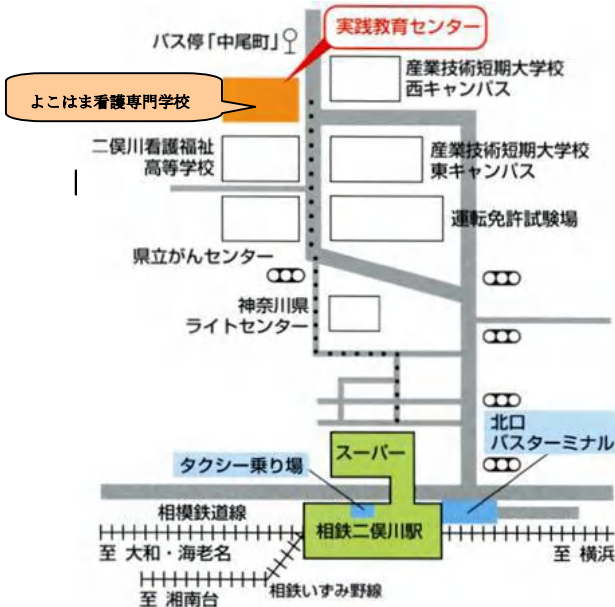 バス停「中尾町」
実践教育センター
よこはま看護専門学校
産業技術短期大学校
西キャンパス
二俣川看護福祉
高等学校
産業技術短期大学校
東キャンパス
運転免許試験場
県立がんセンター
神奈川県
ライトセンター
北口
バスターミナル
スーパー
タクシー乗り場
相模鉄道線
相鉄二俣川駅
至 大和・海老名
至 横浜
相鉄いずみ野線
至 湘南台